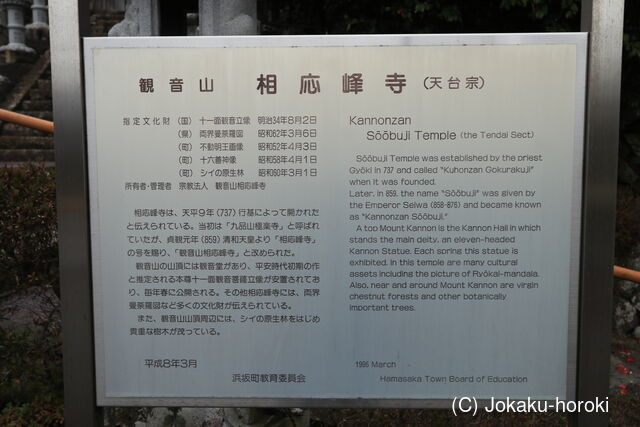 観音山　相応峰寺（天台宗）
指定文化財（国）十一面観音立像　明治34年8月2日
（県）両界曼荼羅図　昭和62年3月6日
（町）不動明王画像　昭和52年4月3日
（町）十六善神像　昭和58年4月1日
（町）シイの原生林　昭和60年3月1日
所有者・管理者　宗教法人　観音山相応峰寺
相応峰寺は、天平９年（737）行基によって開かれた
と伝えられている。当初は「九品山極楽寺」と呼ばれ
ていたが、貞観元年（859）清和天皇より「相応峰寺」
の号を賜り、「観音山相応峰寺」と改められた。
観音山の山頂には観音堂があり、平安時代初期の作
と推定される本尊十一面観音菩薩立像が安置されてお
り、毎年春に公開される。その他相応峰寺には、両界
曼荼羅図など多くの文化財が伝えられている。
また、観音山山頂周辺には、シイの原生林をはじめ
貴重な樹木が茂っている。
平成８年３月
浜坂町教育委員会
Kannonzan
Sōōbuji Temple (the Tendai Sect)
Sōōbuji Temple was established by the priest
Gyōki in 737 and called "Kuhonzan Gokurakuji"
when it was founded.
Later, in 859, the name "Sōōbuji" was given by
the Emperor Seiwa (858-876) and became known
as "Kannonzan Sōōbuji."
A top Mount Kannon is the Kannon Hall in which
stands the main deity, an eleven-headed
Kannon Statue. Each spring this statue is
exhibited. In this temple are many cultural
assets including the picture of Ryōkai-mandala.
Also, near and around Mount Kannon are virgin
chestnut forests and other botanically
important trees.
1996 March
Hamasaka Town Board of Education
(C) Jokaku-horoki